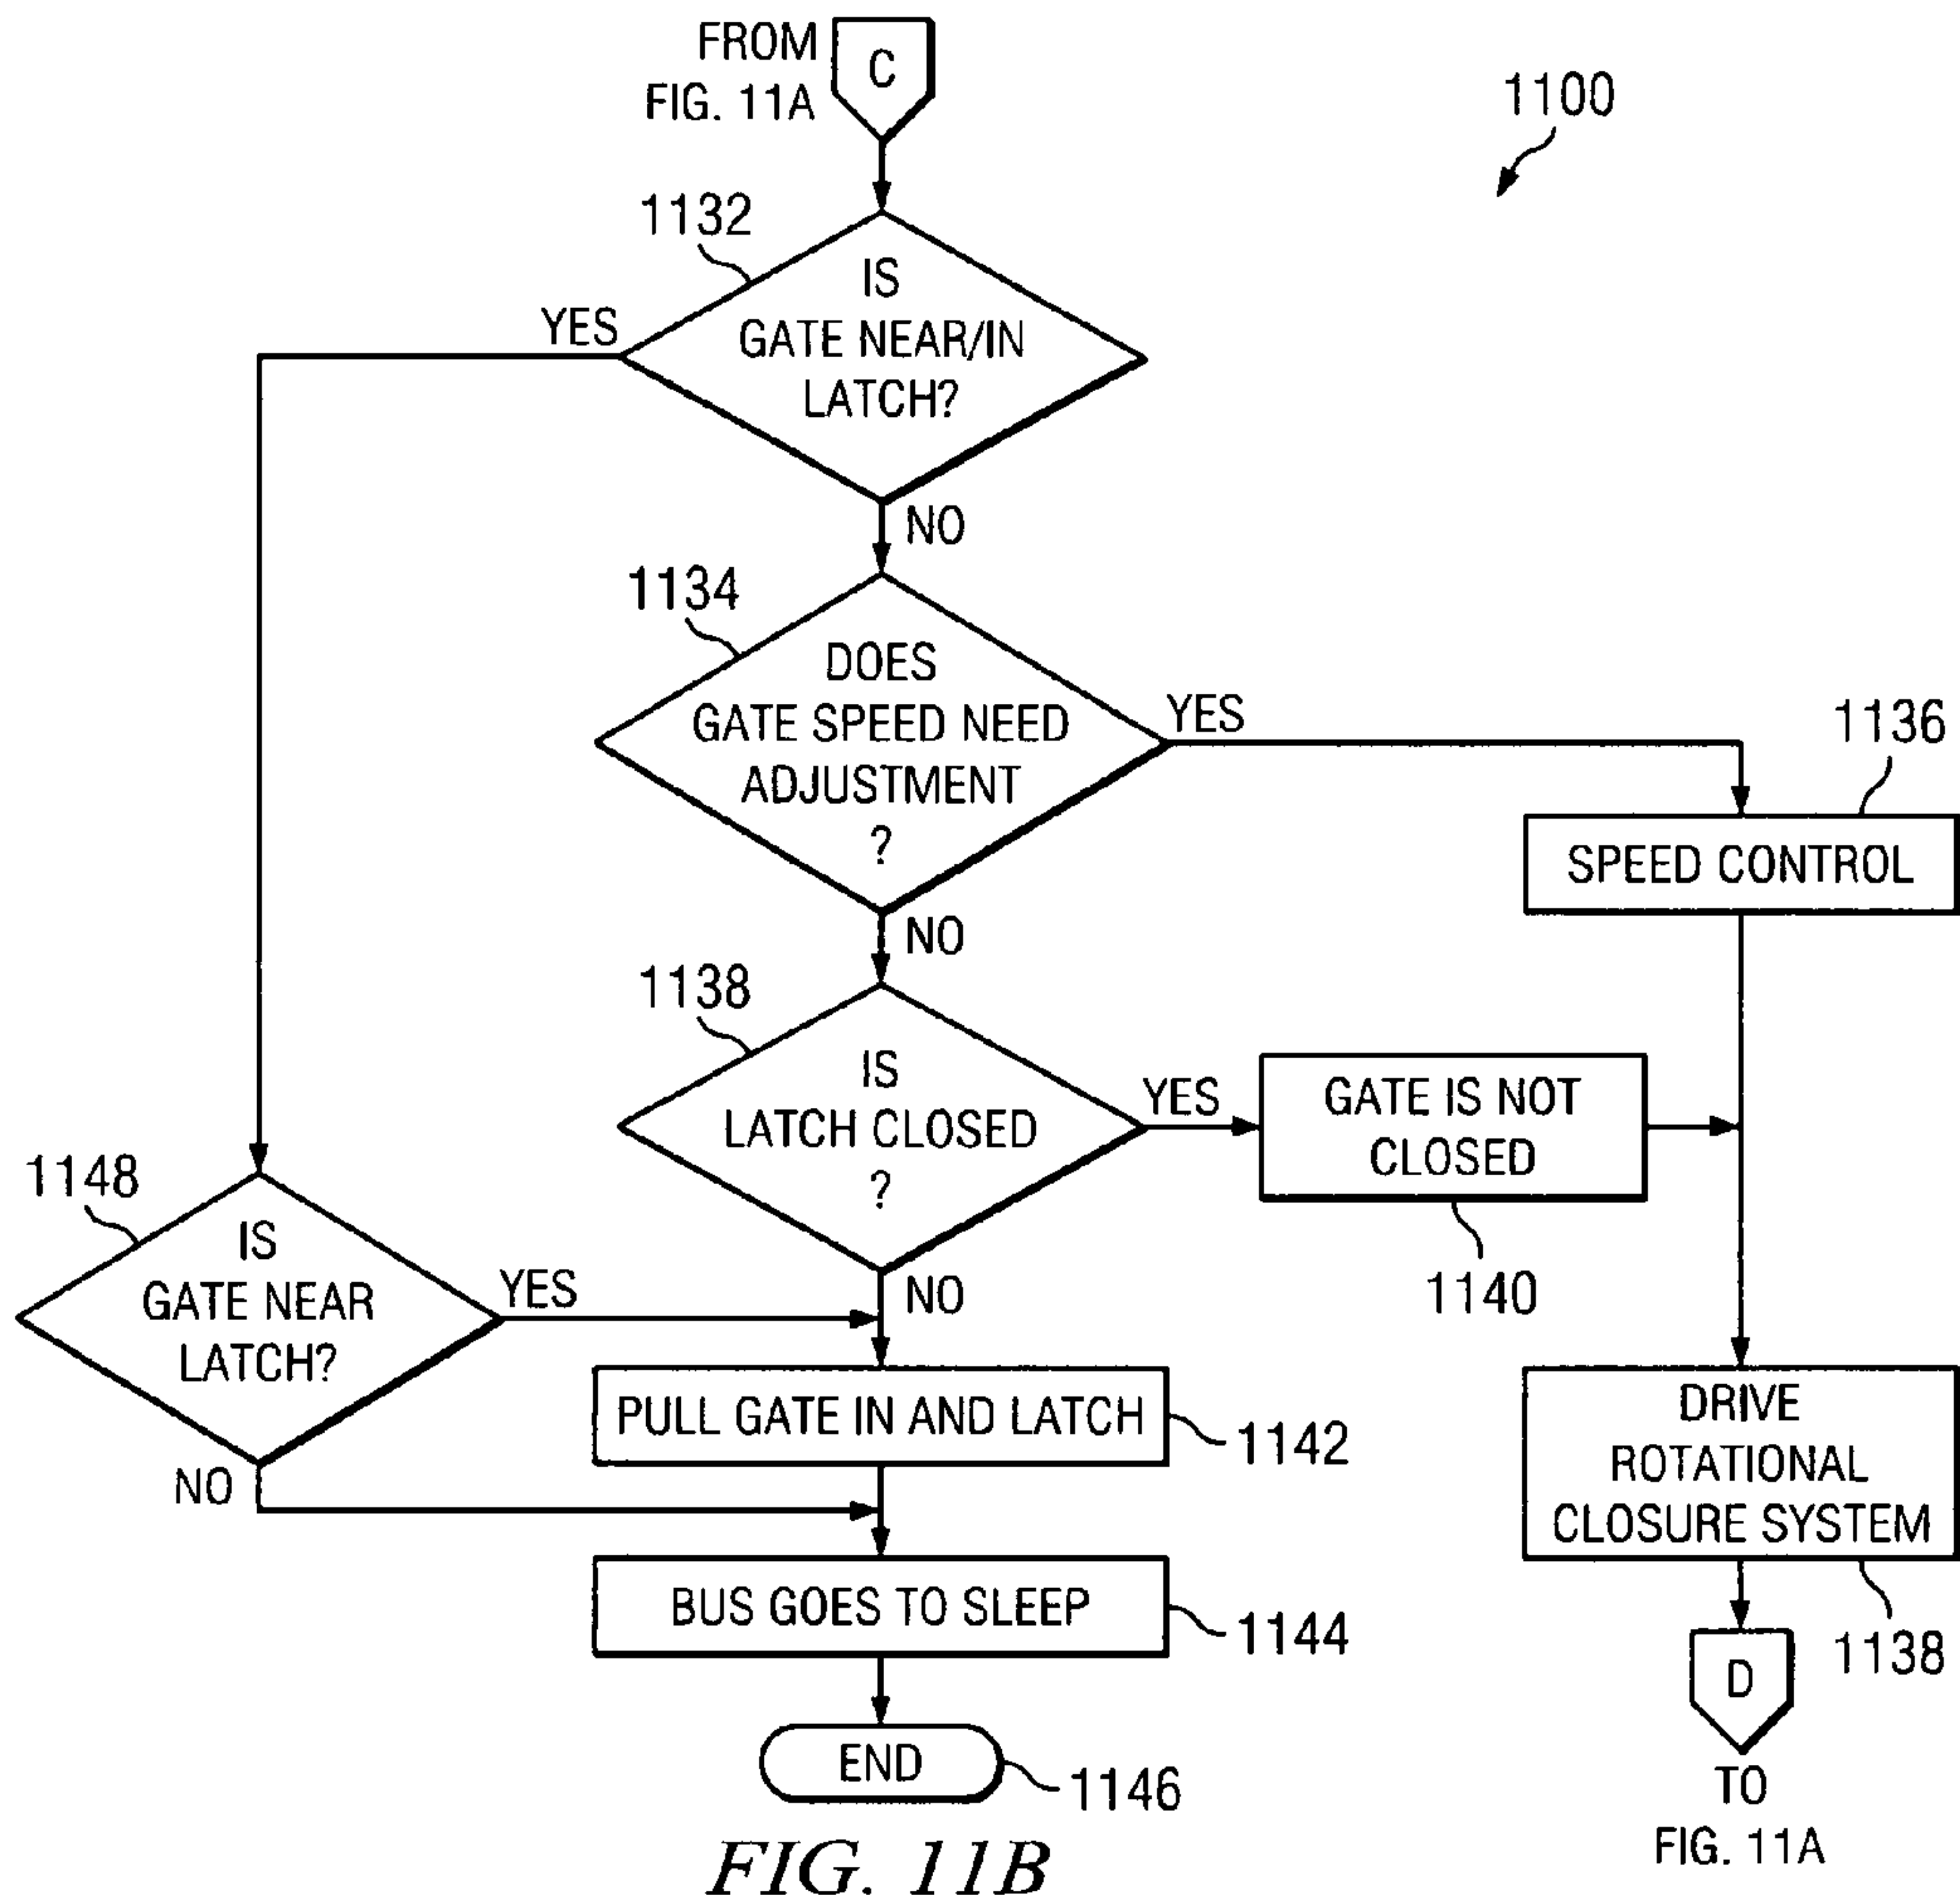 FROM
FIG. 11A
C
1100
1132
IS
GATE NEAR/IN
LATCH?
YES
NO
1134
DOES
GATE SPEED NEED
ADJUSTMENT
?
YES
1136
SPEED CONTROL
NO
1138
IS
LATCH CLOSED
?
YES
GATE IS NOT
CLOSED
1140
1148
IS
GATE NEAR
LATCH?
YES
NO
NO
PULL GATE IN AND LATCH
1142
DRIVE
ROTATIONAL
CLOSURE SYSTEM
1138
BUS GOES TO SLEEP
1144
D
TO
FIG. 11A
END
1146
FIG. 11B